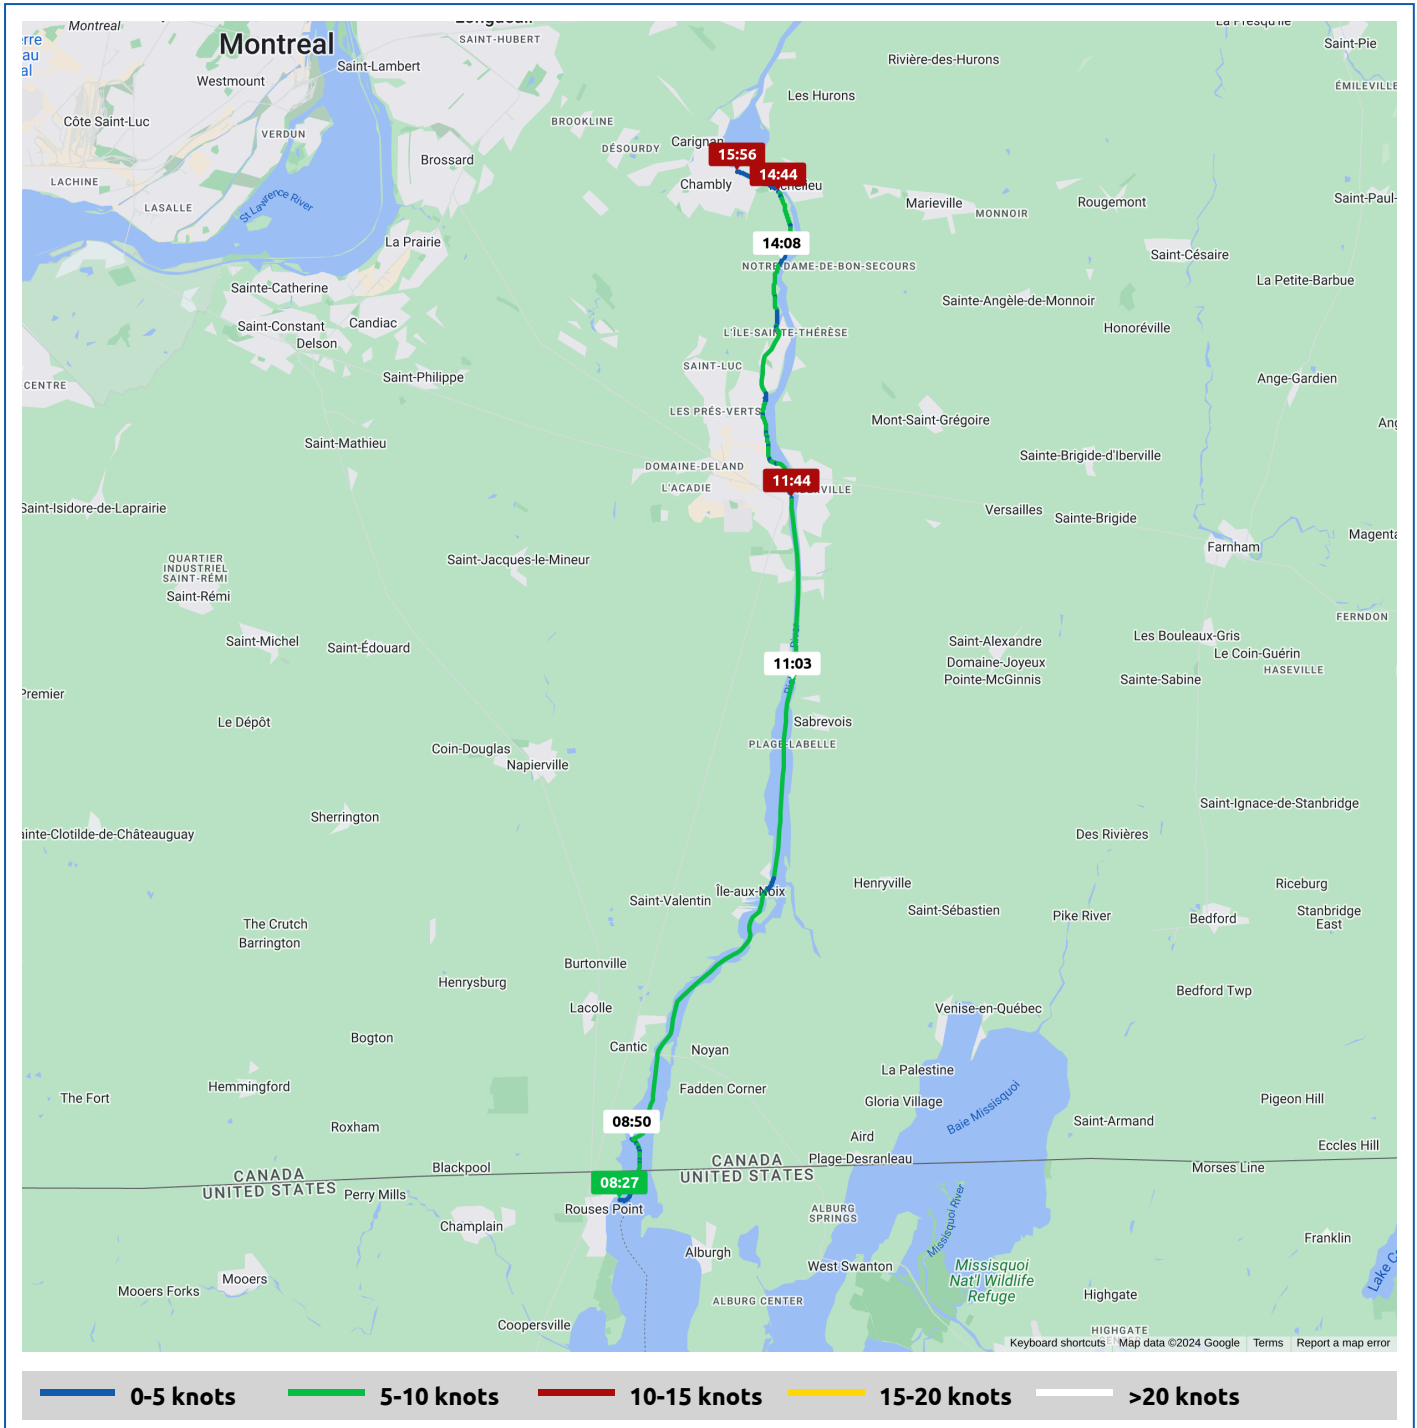 Montreal
La Presqu'île
SAINT-HUBERT
Montreal
Saint-Lambert
Saint-Pie
Rivière-des-Hurons
Westmount
ÉMILEVILLE
Les Hurons
Côte Saint-Luc
BROOKLINE
VERDUN
Carignan
DÉSOURDY
15:56
Brossard
14:44
LACHINE
Chambly
St Lawrence River
LASALLE
Marieville
MONNOIR
Rougemont
Saint-Paul-
La Prairie
14:08
NOTRE-DAME-DE-BON-SECOURS
Saint-Césaire
La Petite-Barbue
Sainte-Catherine
Sainte-Angèle-de-Monnoir
Saint-Constant
Candiac
Delson
L'ÎLE-SAINTE-THÉRÈSE
Honoréville
SAINT-LUC
CENTRE
Saint-Philippe
Ange-Gardien
LES PRÉS-VERTS
Mont-Saint-Grégoire
Saint-Mathieu
Sainte-Brigide-d'Iberville
DOMAINE-DELAND
L'ACADIE
11:44
Saint-Isidore-de-Laprairie
Versailles
Sainte-Brigide
Magenta
Farnham
QUARTIER
INDUSTRIEL
SAINT-RÉMI
Saint-Rémi
Saint-Jacques-le-Mineur
FERNDON
Saint-Michel
Saint-Édouard
Saint-Alexandre
Les Bouleaux-Gris
Le Coin-Guérin
11:03
Domaine-Joyeux
HASEVILLE
Pointe-McGinnis
Sainte-Sabine
Premier
Le Dépôt
Sabrevois
Coin-Douglas
PLAGE-LABELLE
Napierville
Sherrington
Saint-Ignace-de-Stanbridge
ainte-Clotilde-de-Châteauguay
Des Rivières
Île-aux-Noix
Henryville
Riceburg
Saint-Valentin
Saint-Sébastien
Pike River
Bedford
Stanbridge
East
The Crutch
Barrington
Burtonville
Henrysburg
Bedford Twp
Lacolle
Venise-en-Québec
Bogton
Cantic
Noyan
La Palestine
Hemmingford
Fadden Corner
The Fort
Gloria Village
Baie Missisquoi
Pigeon Hill
08:50
Saint-Armand
Roxham
Aird
Eccles Hill
CANADA
UNITED STATES
Blackpool
CANADA
UNITED STATES
Plage-Desranleau
Morses Line
08:27
Perry Mills
Rouses Point
Missisquoi River
ALBURG
SPRINGS
Champlain
Franklin
Alburgh
West Swanton
Missisquoi
Nat'l Wildlife
Refuge
Lake C
Mooers
Mooers Forks
ALBURG CENTER
Highgate
Coopersville
HIGHGATE
Keyboard shortcuts Map data ©2024 Google Terms Report a map error
0-5 knots 5-10 knots 10-15 knots 15-20 knots >20 knots